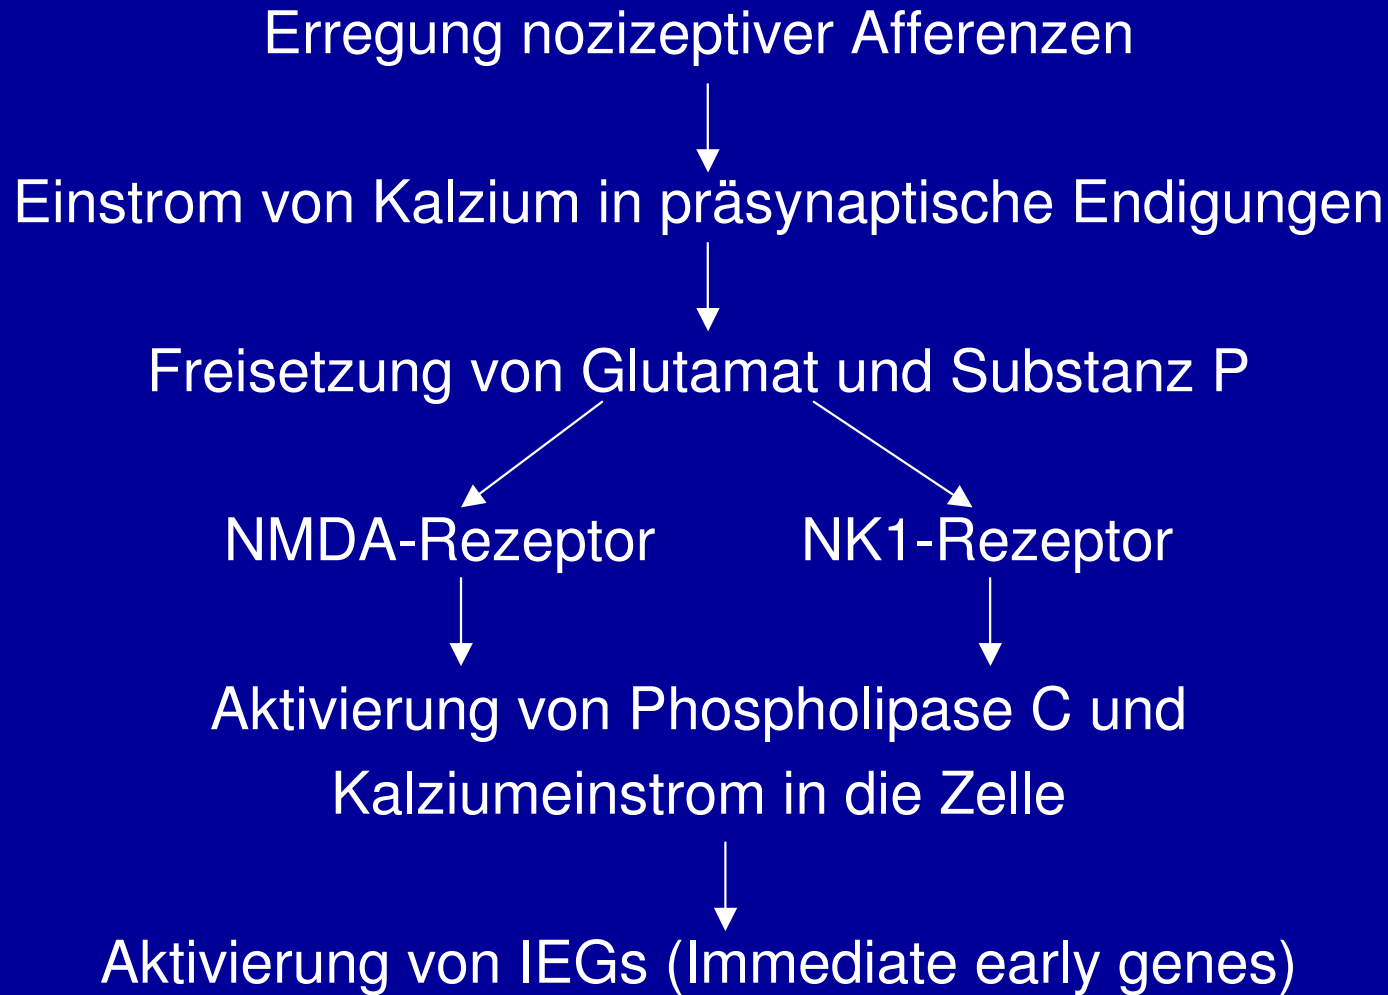 Erregung nozizeptiver Afferenzen
Einstrom von Kalzium in präsynaptische Endigungen
Freisetzung von Glutamat und Substanz P
NMDA-Rezeptor NK1-Rezeptor
Aktivierung von Phospholipase C und
Kalziumeinstrom in die Zelle
Aktivierung von IEGs (Immediate early genes)